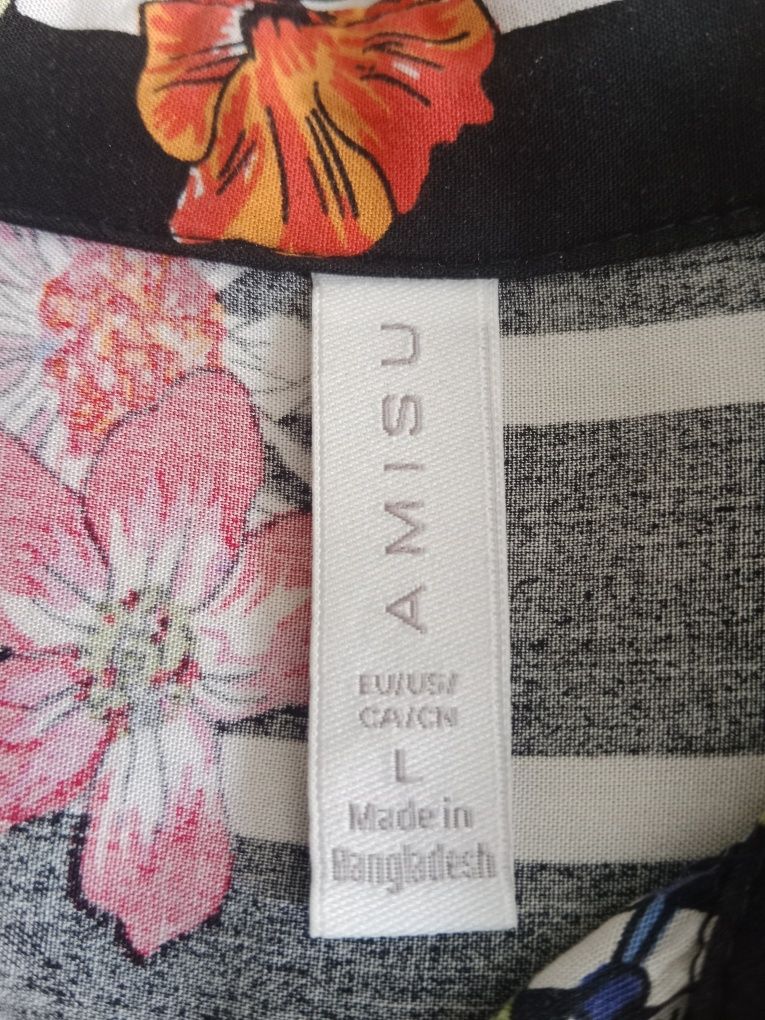 AMISU
EU/US/
CA/CN
L
Made in
Bangladesh